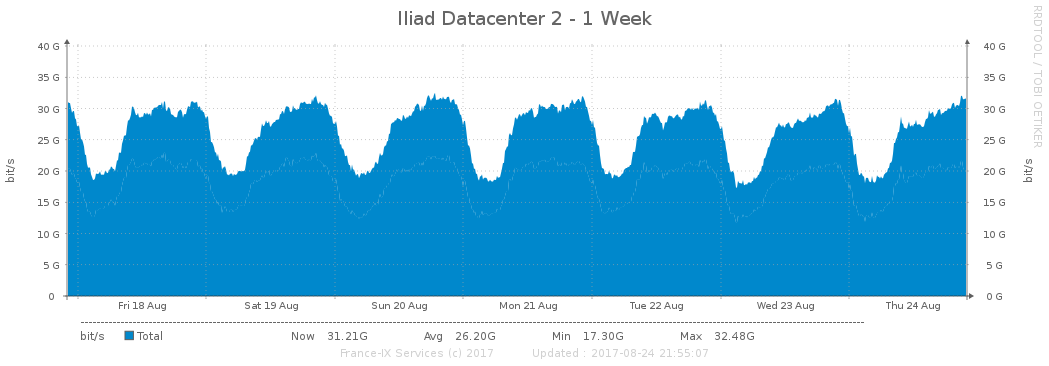 Iliad Datacenter 2 - 1 Week
RRDTOOL / TOBI OETIKER
40 G 40 G
35 G 35 G
30 G 30 G
25 G 25 G
20 G 20 G
15 G 15 G
10 G 10 G
5 G 5 G
0 0 G
bit/s bit/s
Fri 18 Aug Sat 19 Aug Sun 20 Aug Mon 21 Aug Tue 22 Aug Wed 23 Aug Thu 24 Aug
bit/s Total Now 31.21G Avg 26.20G Min 17.30G Max 32.48G
France-IX Services (c) 2017 Updated : 2017-08-24 21:55:07